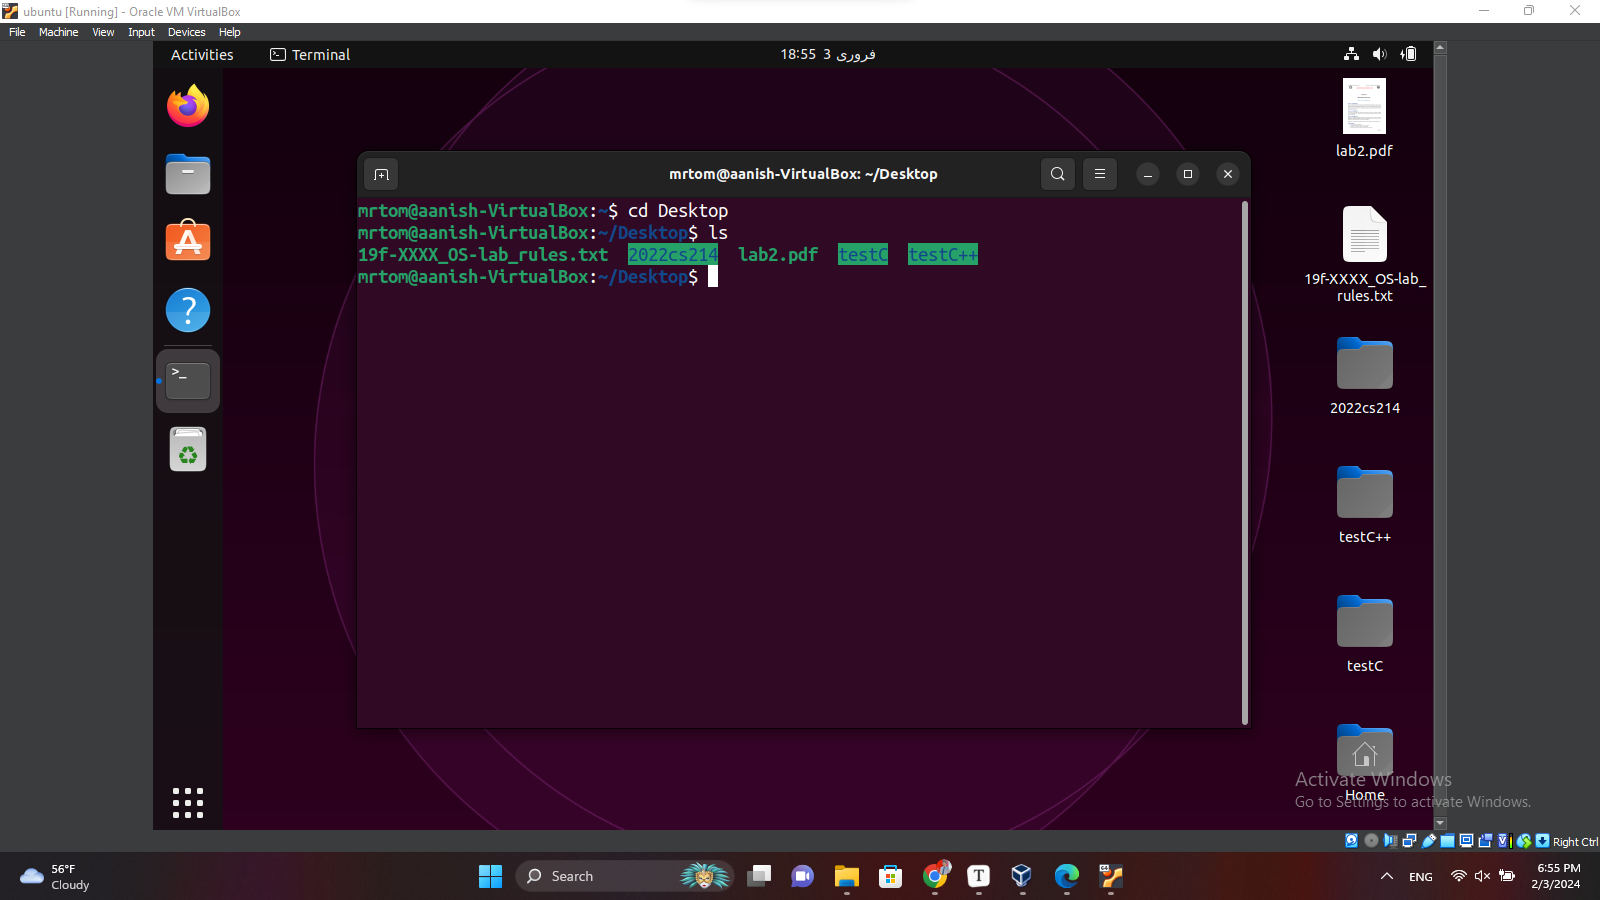 ubuntu [Running] - Oracle VM VirtualBox
File Machine View Input Devices Help
Activities Terminal
18:55 3 فروری
mrtom@aanish-VirtualBox: ~/Desktop
mrtom@aanish-VirtualBox:~$ cd Desktop
mrtom@aanish-VirtualBox:~/Desktop$ ls
19f-XXXX_OS-lab_rules.txt 2022cs214 lab2.pdf testC testC++
mrtom@aanish-VirtualBox:~/Desktop$
lab2.pdf
19f-XXXX_OS-lab_
rules.txt
2022cs214
testC++
testC
Home
Activate Windows
Go to Settings to activate Windows.
Right Ctrl
56°F
Cloudy
Search
ENG
6:55 PM
2/3/2024